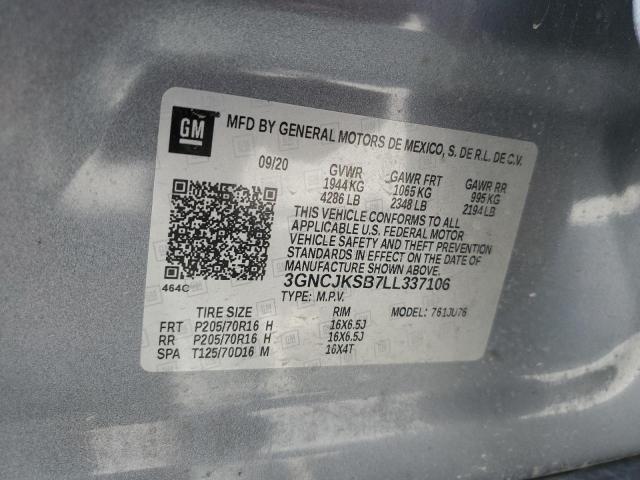 GM
MFD BY GENERAL MOTORS DE MEXICO, S. DE R.L. DE C.V.
09/20 GVWR GAWR FRT GAWR RR
1944 KG 1065 KG 995 KG
4286 LB 2348 LB 2194 LB
THIS VEHICLE CONFORMS TO ALL
APPLICABLE U.S. FEDERAL MOTOR
VEHICLE SAFETY AND THEFT PREVENTION
STANDARDS IN EFFECT ON THE DATE OF
MANUFACTURE SHOWN ABOVE.
464C 3GNCJKSB7LL337106
TYPE: M.P.V. MODEL: 761JU76
TIRE SIZE RIM
FRT P205/70R16 H 16X6.5J
RR P205/70R16 H 16X6.5J
SPA T125/70D16 M 16X4T